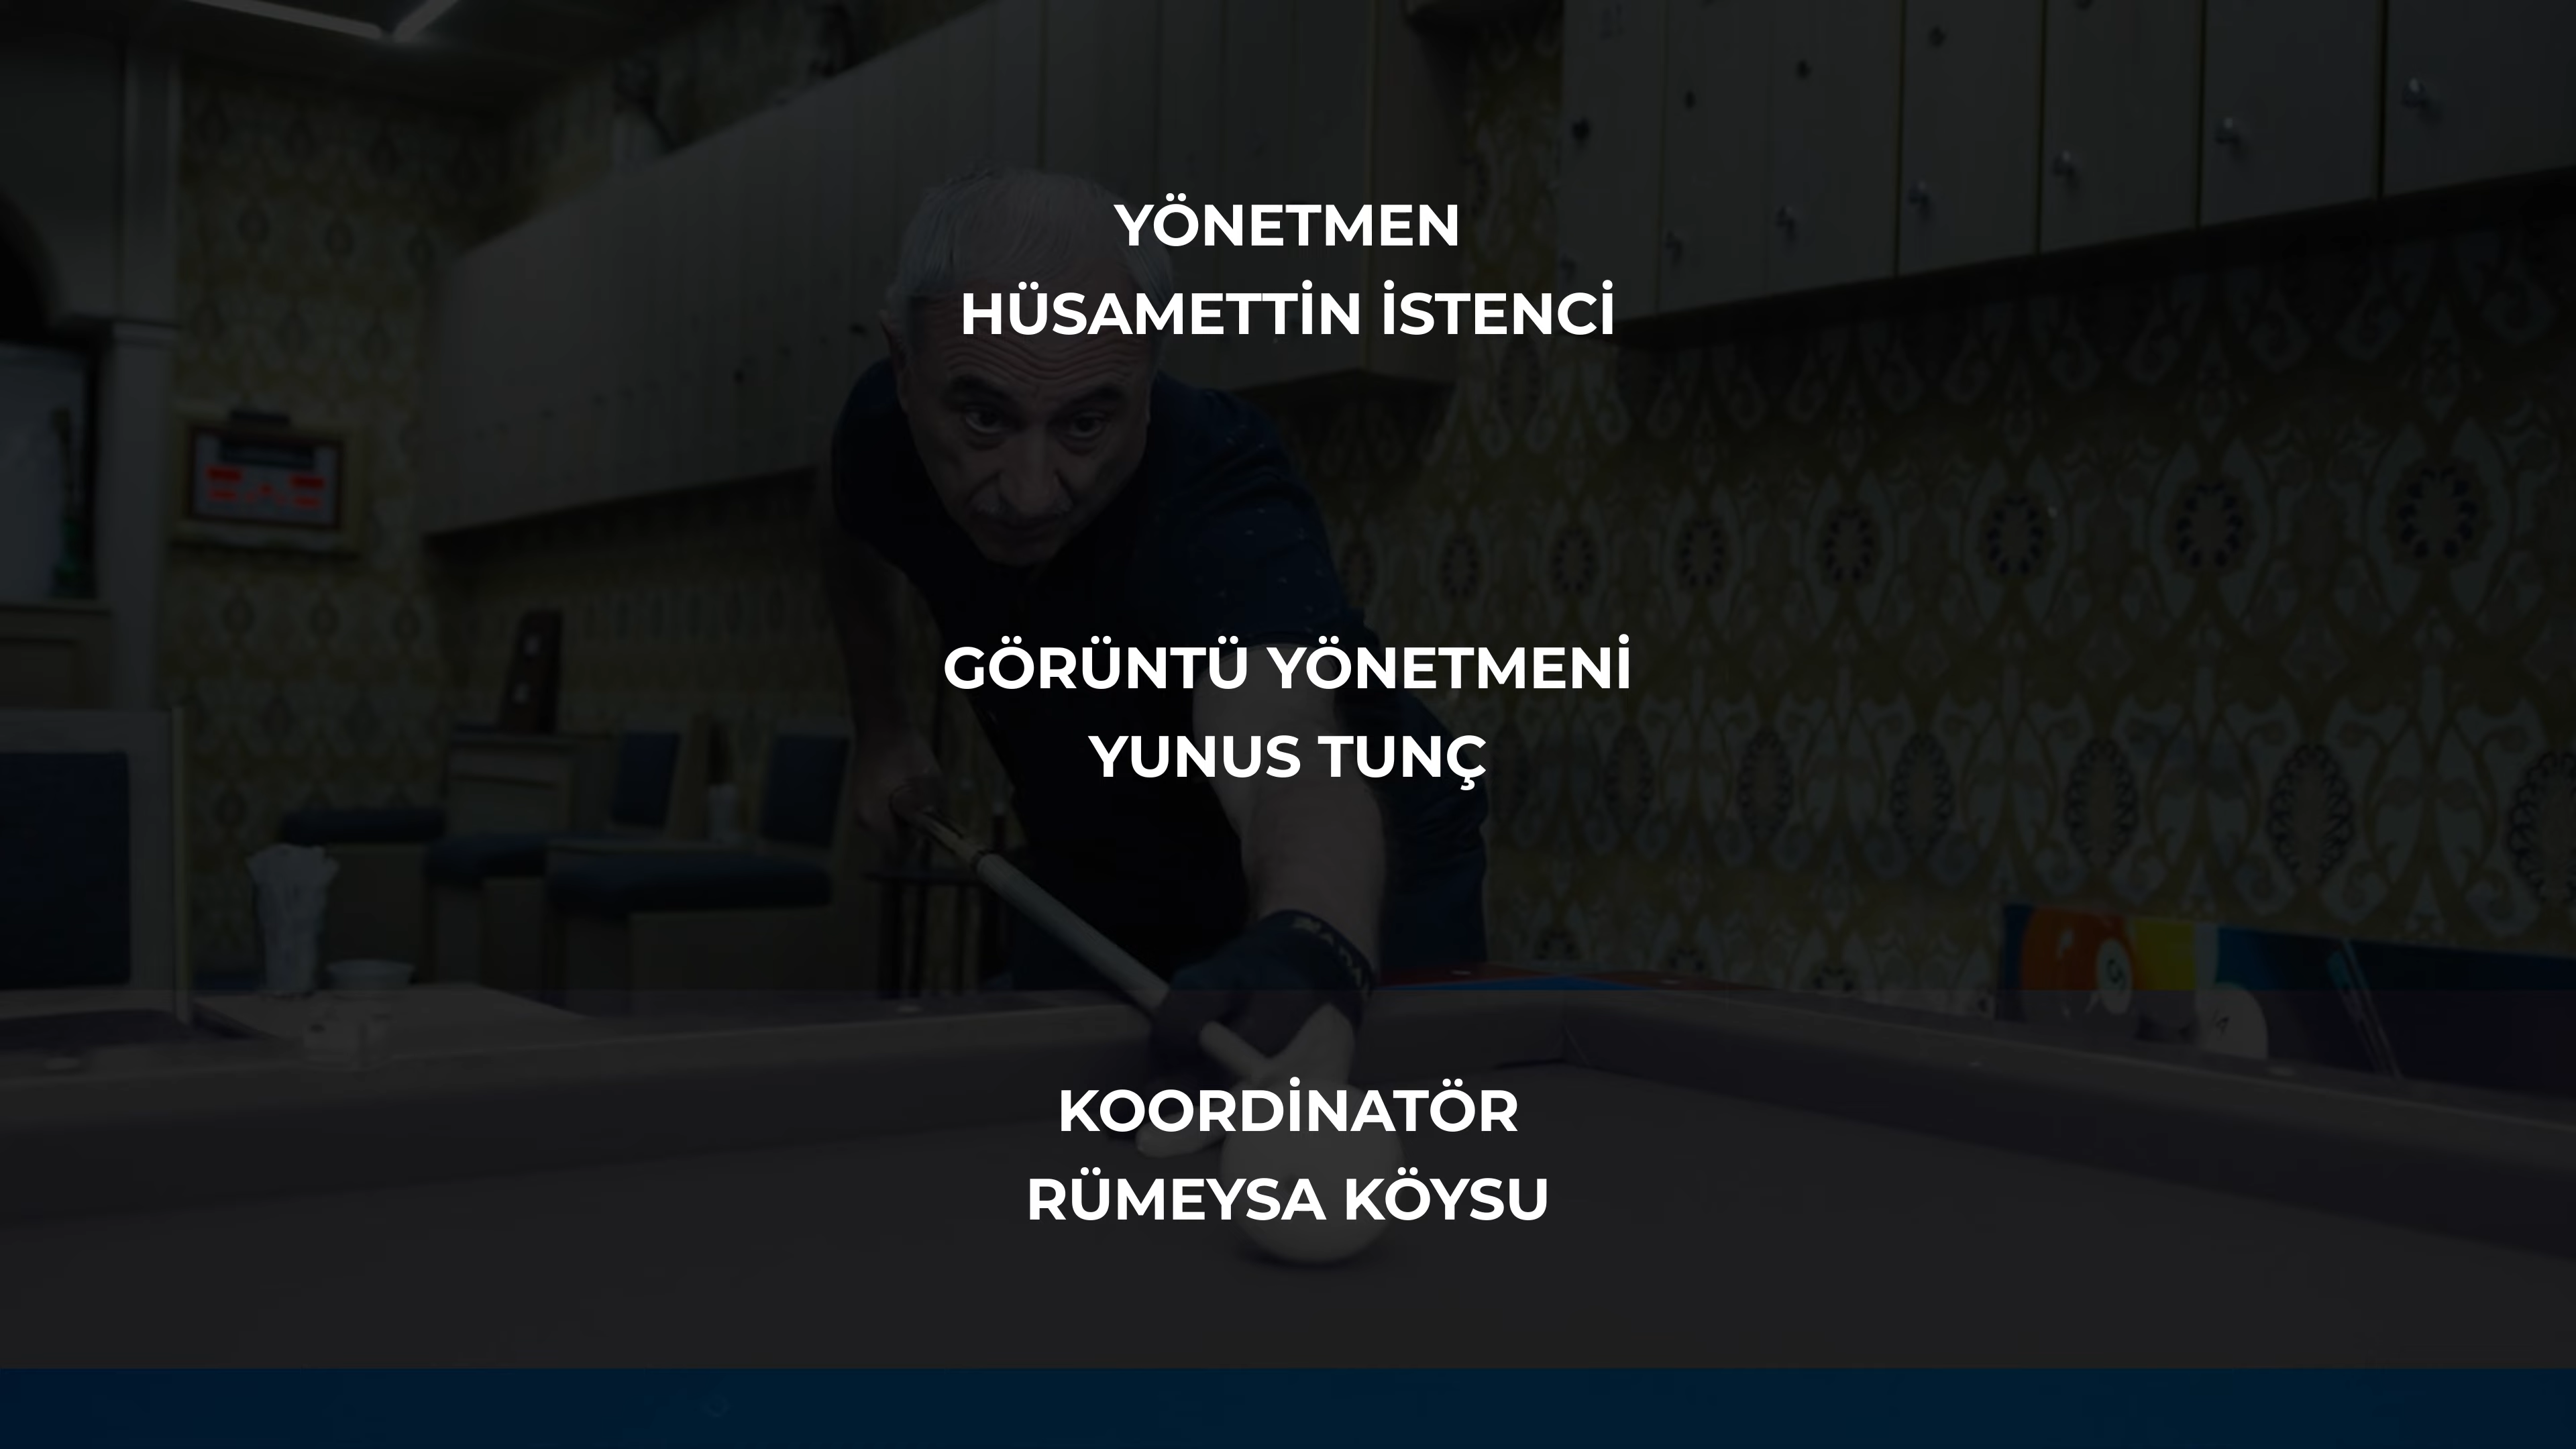 YÖNETMEN
HÜSAMETTİN İSTENCİ
GÖRÜNTÜ YÖNETMENİ
YUNUS TUNÇ
KOORDİNATÖR
RÜMEYSA KÖYSU